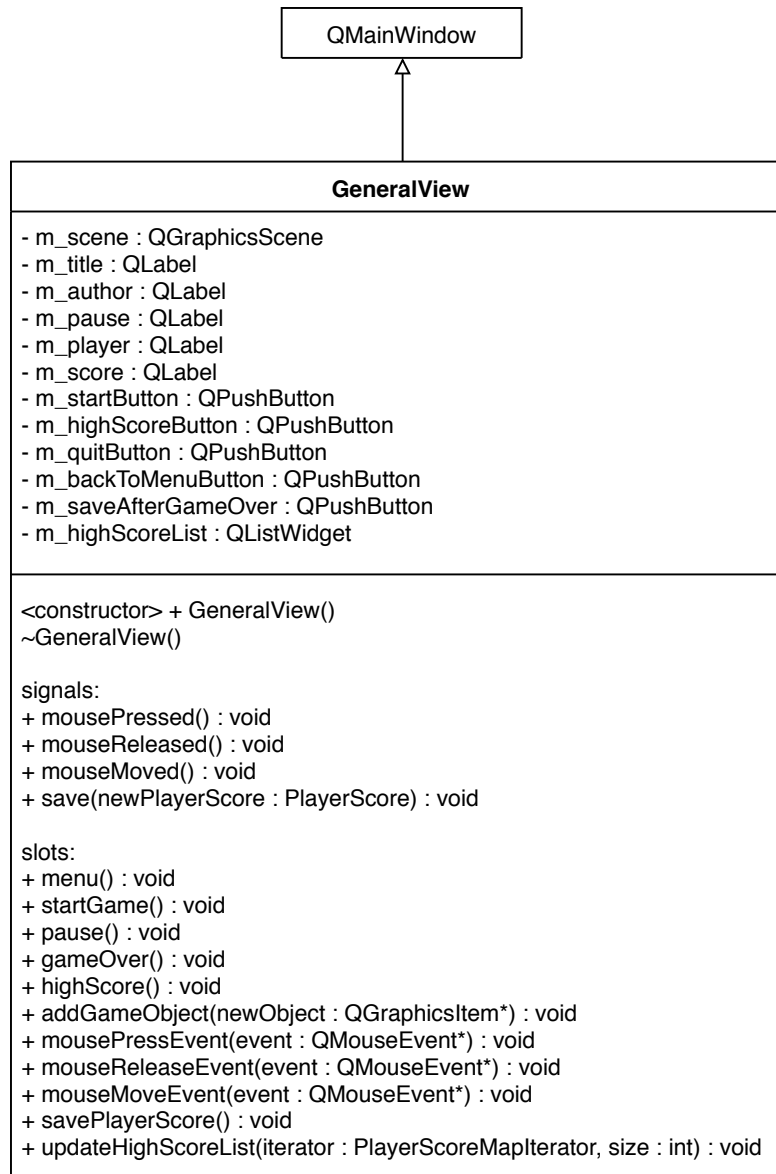 QMainWindow
GeneralView
- m_scene : QGraphicsScene
- m_title : QLabel
- m_author : QLabel
- m_pause : QLabel
- m_player : QLabel
- m_score : QLabel
- m_startButton : QPushButton
- m_highScoreButton : QPushButton
- m_quitButton : QPushButton
- m_backToMenuButton : QPushButton
- m_saveAfterGameOver : QPushButton
- m_highScoreList : QListWidget
<constructor> + GeneralView()
~GeneralView()
signals:
+ mousePressed() : void
+ mouseReleased() : void
+ mouseMoved() : void
+ save(newPlayerScore : PlayerScore) : void
slots:
+ menu() : void
+ startGame() : void
+ pause() : void
+ gameOver() : void
+ highScore() : void
+ addGameObject(newObject : QGraphicsItem*) : void
+ mousePressEvent(event : QMouseEvent*) : void
+ mouseReleaseEvent(event : QMouseEvent*) : void
+ mouseMoveEvent(event : QMouseEvent*) : void
+ savePlayerScore() : void
+ updateHighScoreList(iterator : PlayerScoreMapIterator, size : int) : void